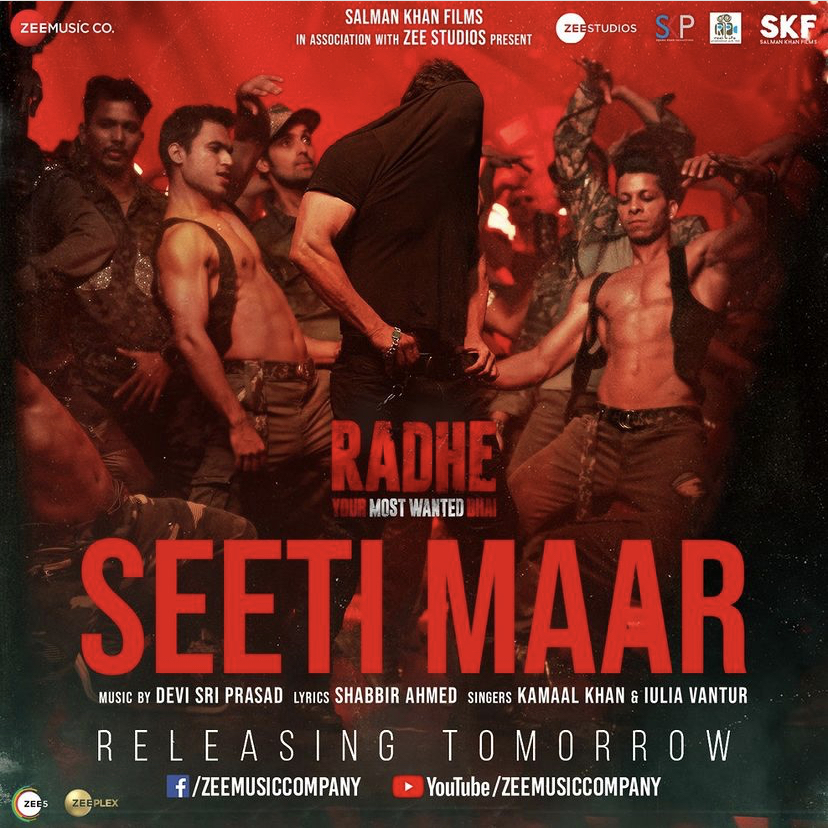 ZEE MUSIC CO.
SALMAN KHAN FILMS
IN ASSOCIATION WITH ZEE STUDIOS PRESENT
ZEESTUDIOS
SKF
SALMAN KHAN FILMS
RADHE
YOUR MOST WANTED BHAI
SEETI MAAR
MUSIC BY DEVI SRI PRASAD LYRICS SHABBIR AHMED SINGERS KAMAAL KHAN & IULIA VANTUR
RELEASING TOMORROW
f /ZEEMUSICCOMPANY YouTube/ZEEMUSICCOMPANY
ZEE5 ZEEPLEX